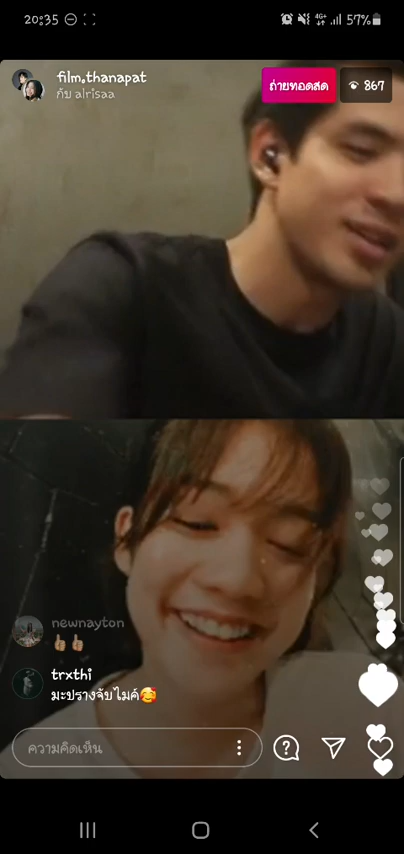 20:35
4G+
57%
film.thanapat
กับ alrisaa
ถ่ายทอดสด
867
newnayton
👍🏼👍🏼
trxthi
มะปรางจับไมค์🥰
ความคิดเห็น